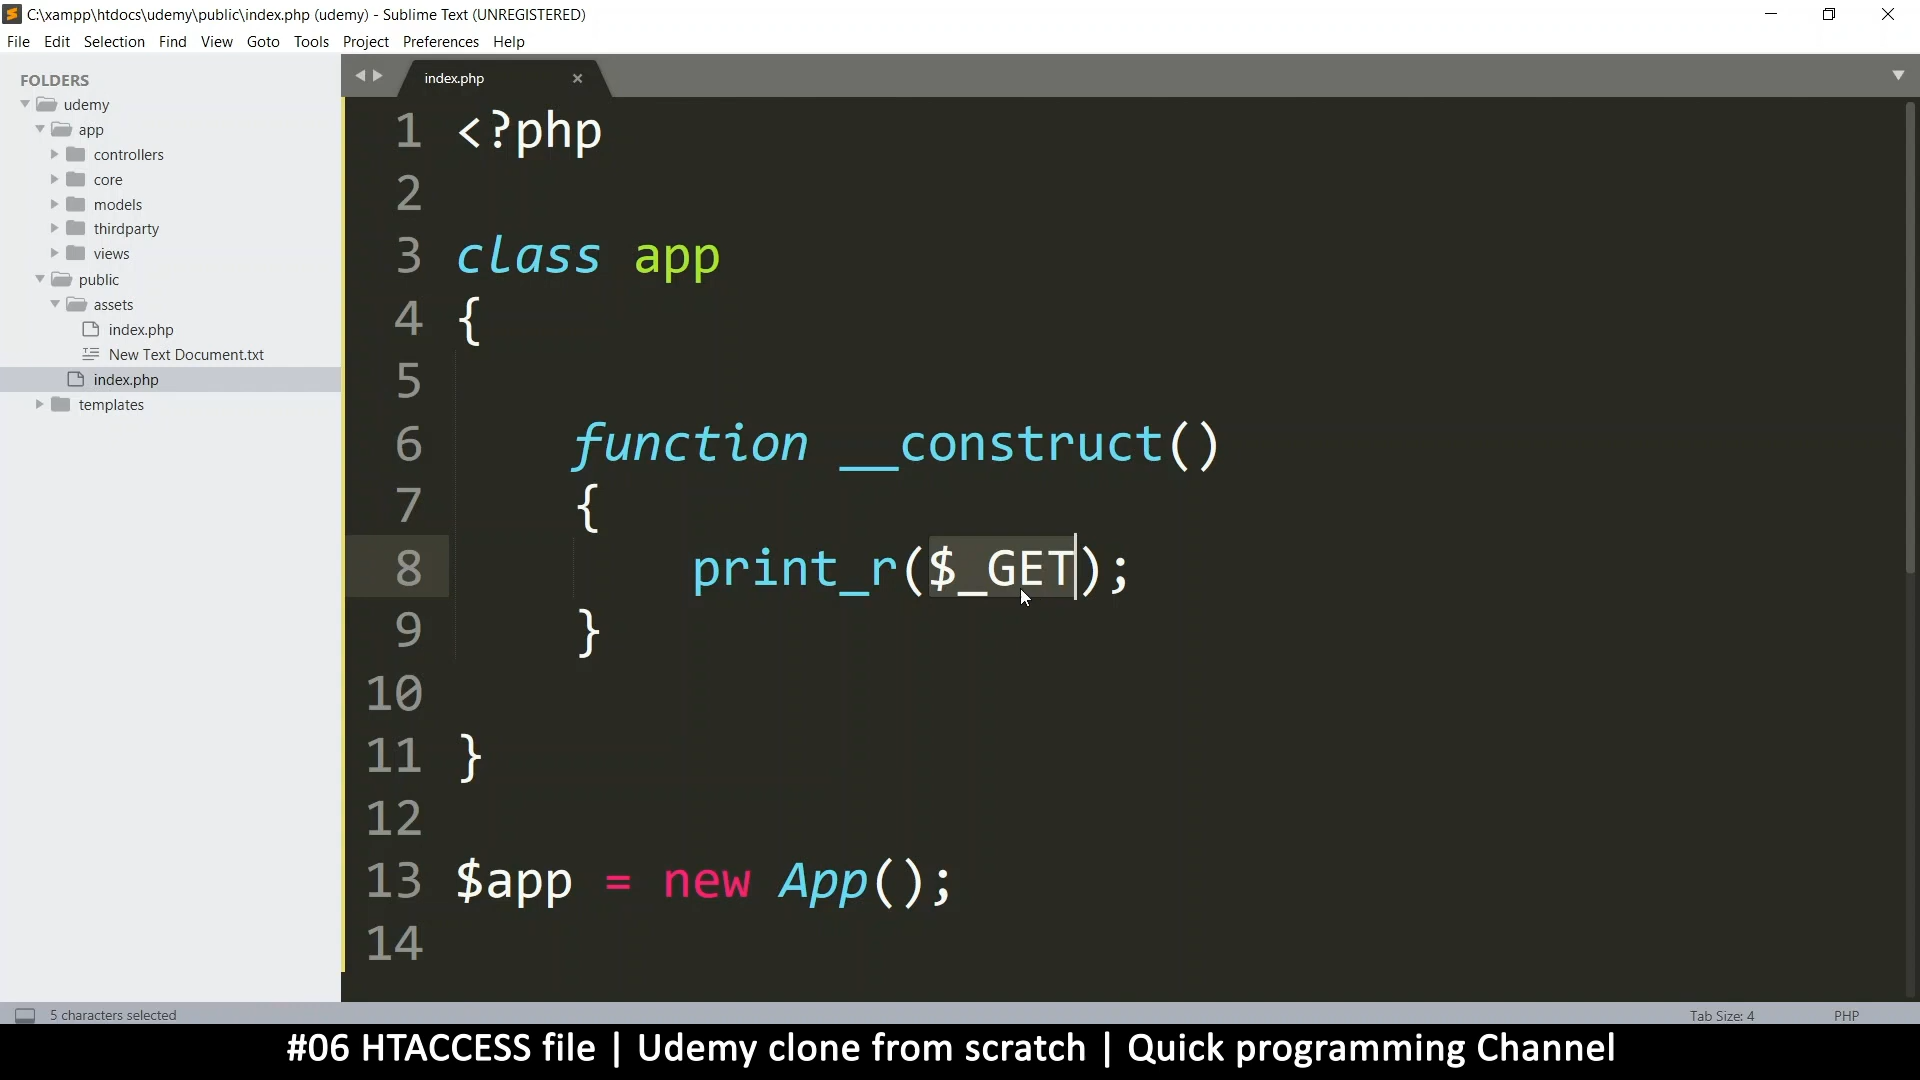 C:\xampp\htdocs\udemy\public\index.php (udemy) - Sublime Text (UNREGISTERED)
File Edit Selection Find View Goto Tools Project Preferences Help
FOLDERS
udemy
app
controllers
core
models
thirdparty
views
public
assets
index.php
New Text Document.txt
index.php
templates
index.php
1 <?php
2
3 class app
4 {
5
6 function __construct()
7 {
8 print_r($_GET);
9 }
10
11 }
12
13 $app = new App();
14
5 characters selected
Tab Size: 4 PHP
#06 HTACCESS file | Udemy clone from scratch | Quick programming Channel